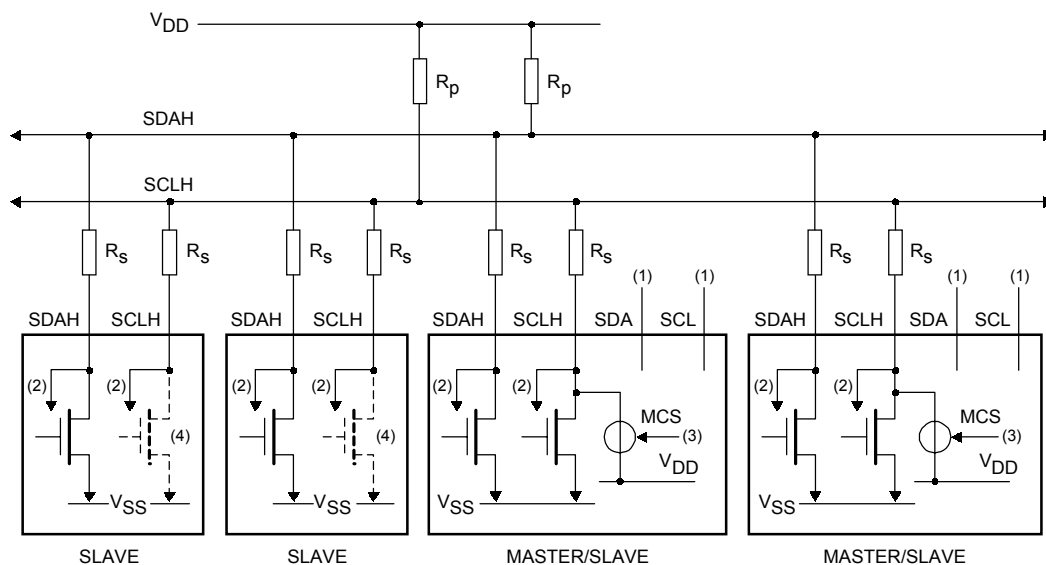 VDD
Rp Rp
SDAH
SCLH
Rs Rs Rs Rs Rs Rs Rs Rs
(1) (1) (1) (1)
SDAH SCLH SDAH SCLH SDAH SCLH SDA SCL SDAH SCLH SDA SCL
(2) (2) (2) (2) (2) (2) (2) (2)
MCS MCS
(4) (4) (3) (3)
VDD VDD
VSS VSS VSS VSS
SLAVE SLAVE MASTER/SLAVE MASTER/SLAVE